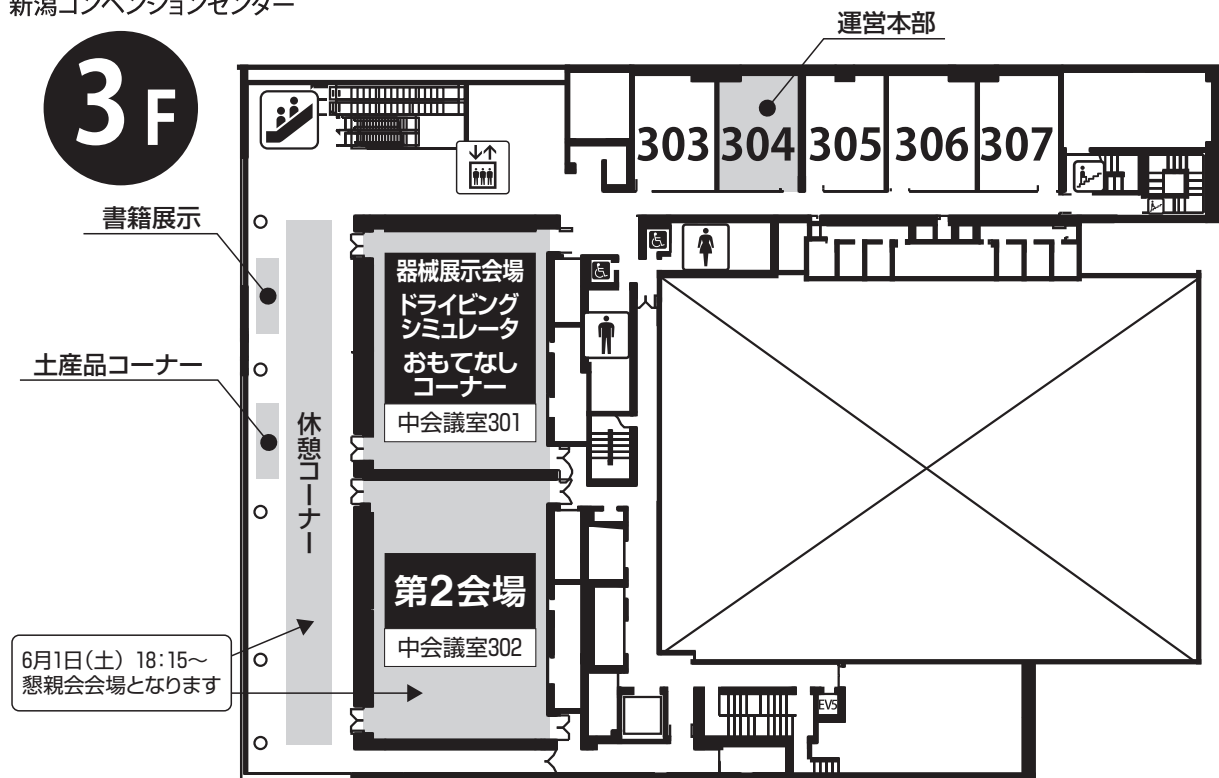 新潟コンベンションセンター
3F
運営本部
303
304
305
306
307
書籍展示
土産品コーナー
休憩コーナー
器械展示会場
ドライビング
シミュレータ
おもてなし
コーナー
中会議室301
第2会場
中会議室302
6月1日(土) 18:15~
懇親会会場となります
EV5